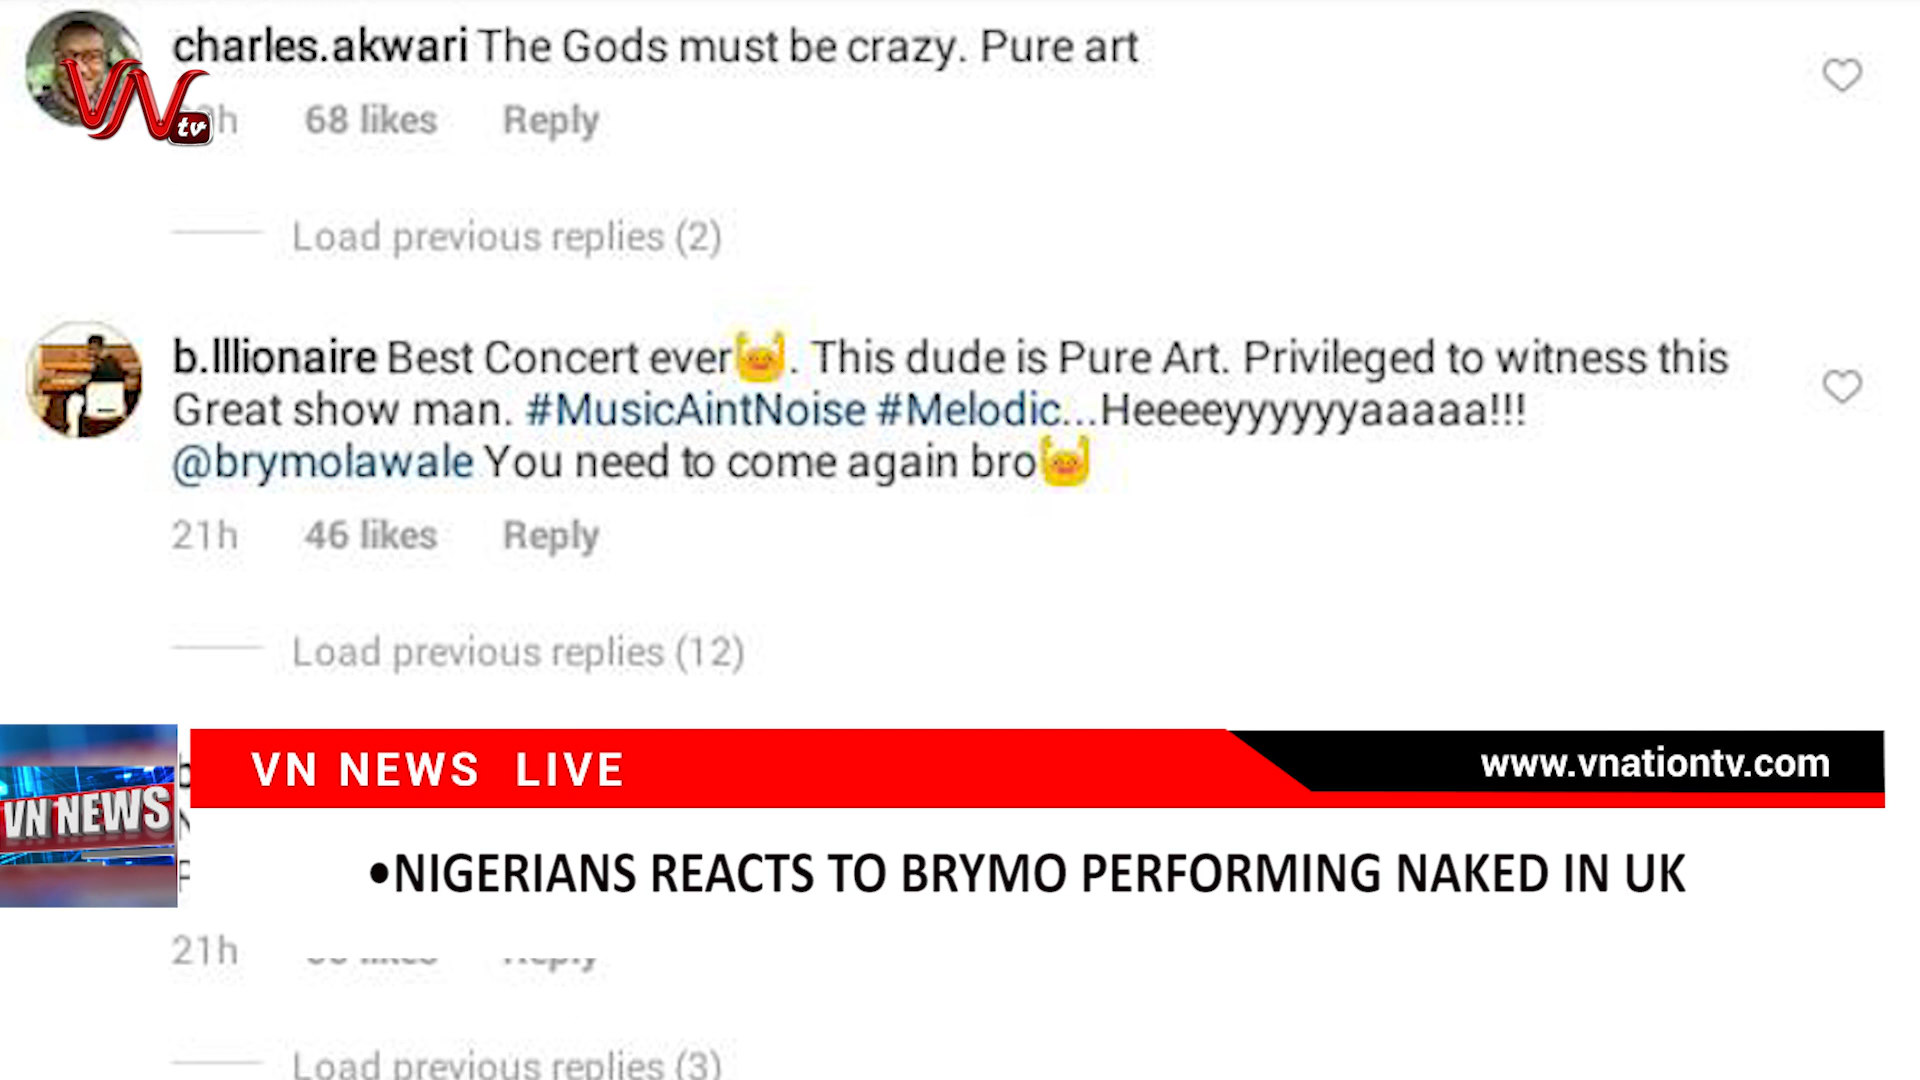 charles.akwari The Gods must be crazy. Pure art
VN tv
h 68 likes Reply
Load previous replies (2)
b.lllionaire Best Concert ever. This dude is Pure Art. Privileged to witness this
Great show man. #MusicAintNoise #Melodic...Heeeeyyyyyyaaaaa!!!
@brymolawale You need to come again bro
21h 46 likes Reply
Load previous replies (12)
VN NEWS LIVE
www.vnationtv.com
VN NEWS
•NIGERIANS REACTS TO BRYMO PERFORMING NAKED IN UK
21h
Load previous replies (3)